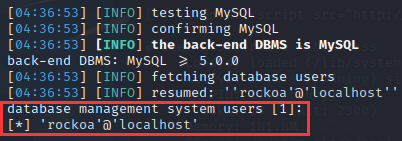 [04:36:53] [INFO] testing MySQL
[04:36:53] [INFO] confirming MySQL
[04:36:53] [INFO] the back-end DBMS is MySQL
back-end DBMS: MySQL ≥ 5.0.0
[04:36:53] [INFO] fetching database users
[04:36:53] [INFO] resumed: ''rockoa'@'localhost''
database management system users [1]:
[*] 'rockoa'@'localhost'